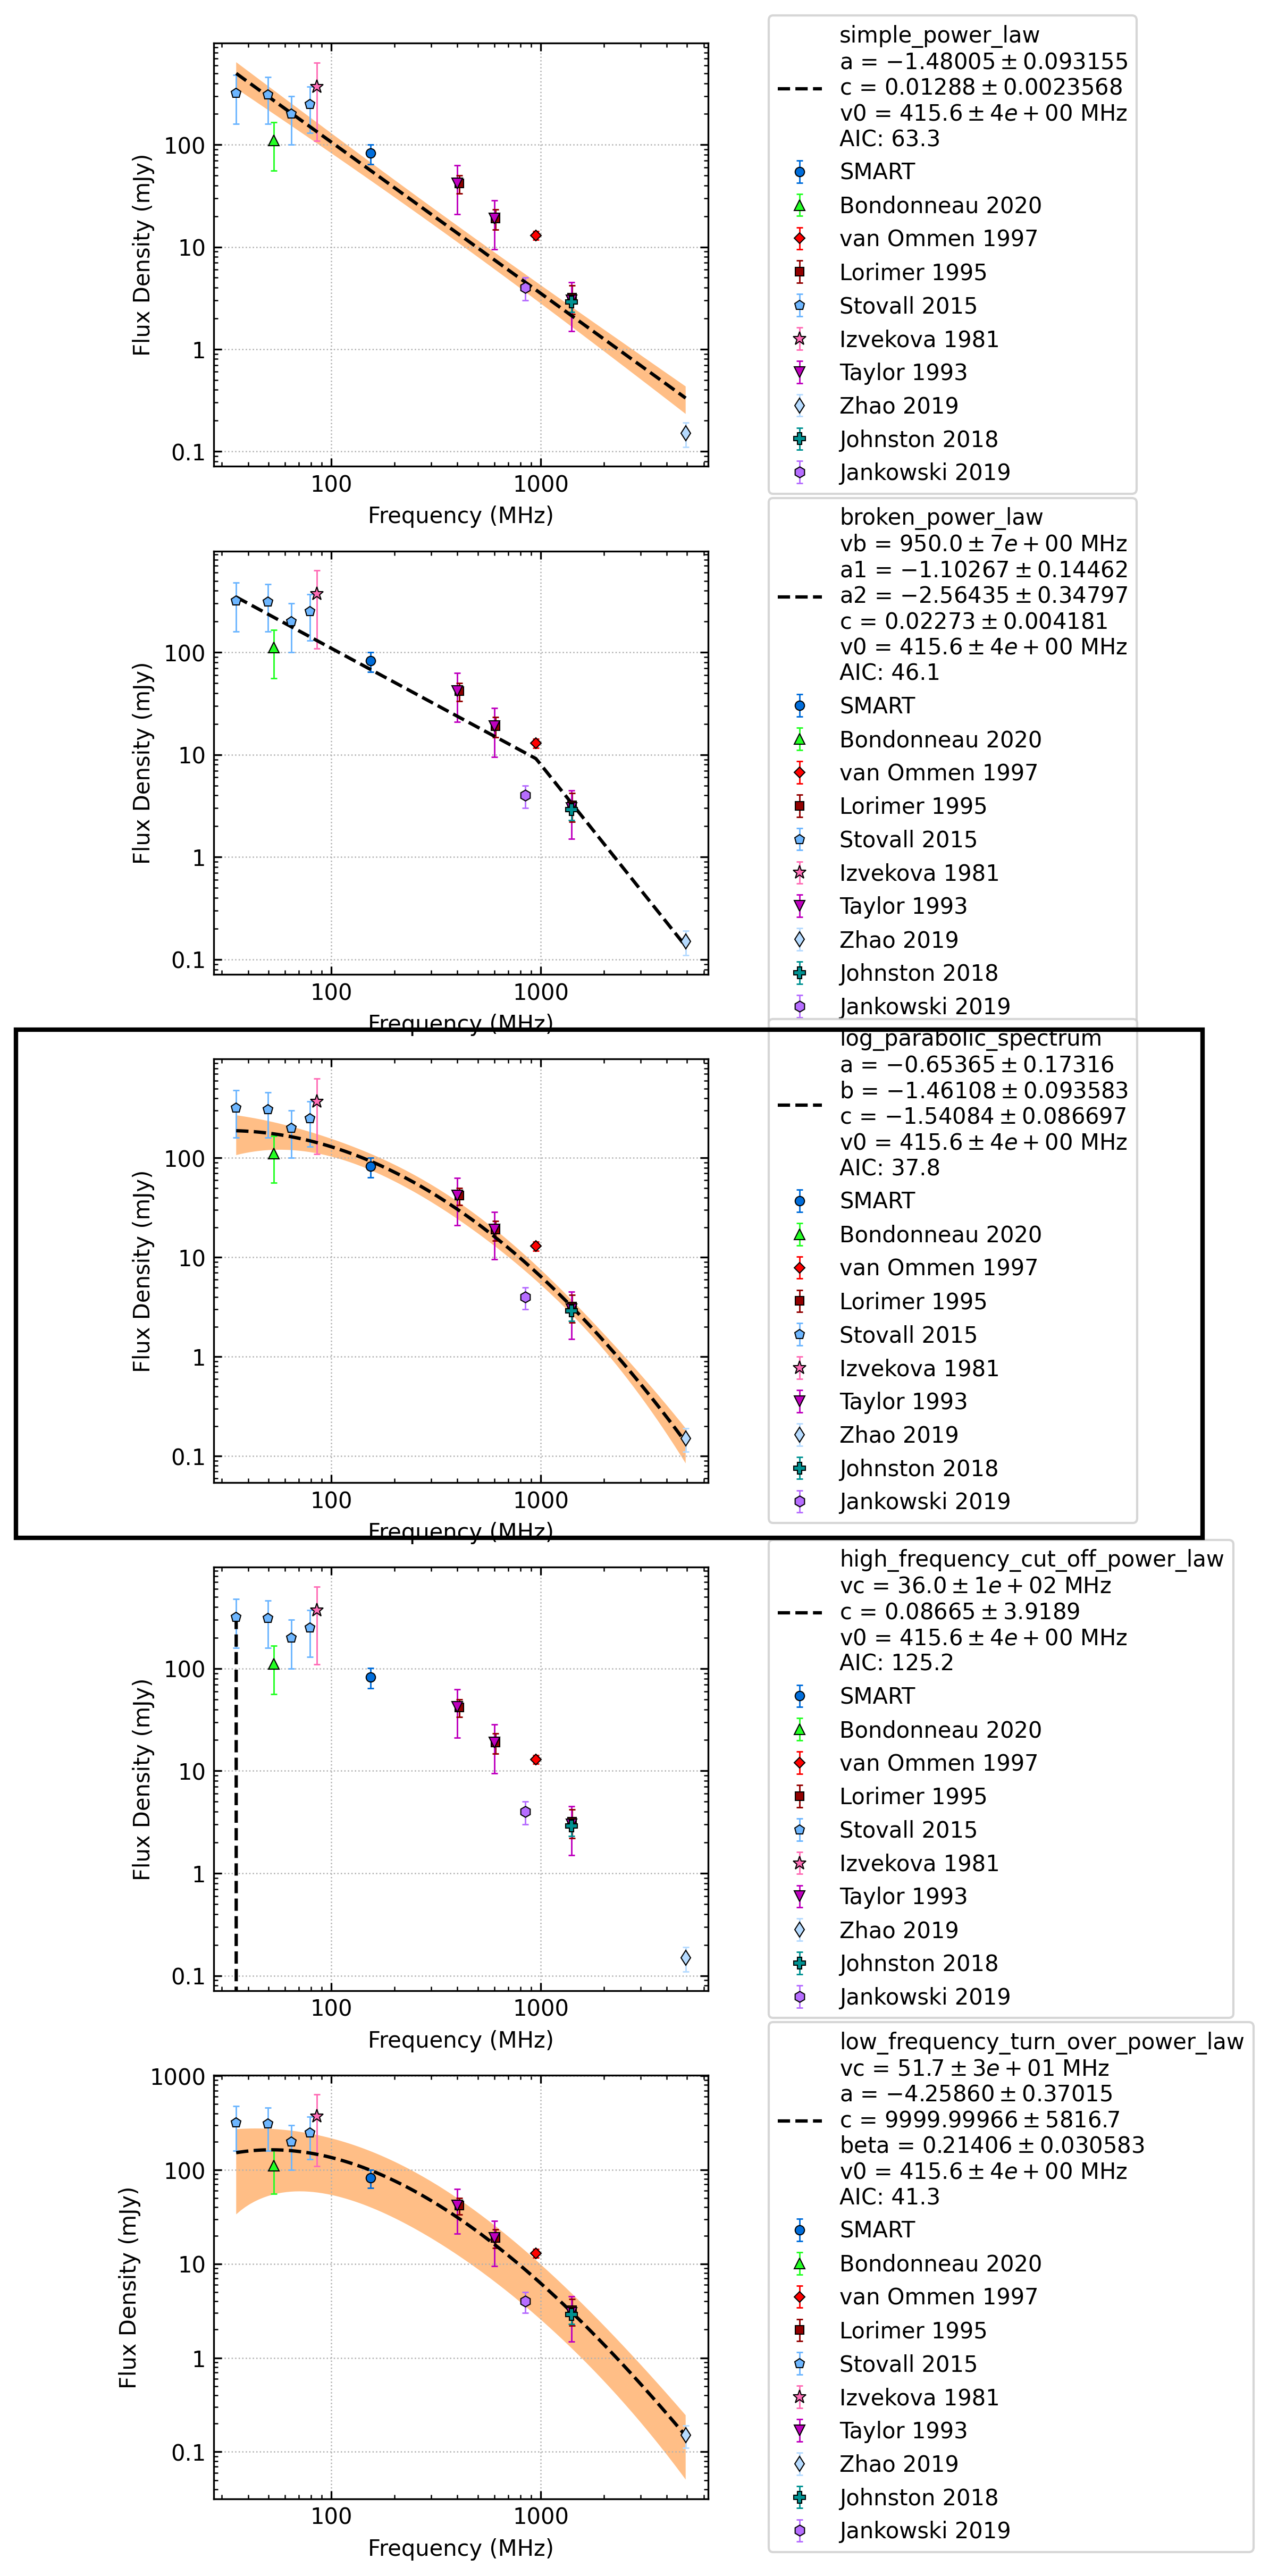 simple_power_law
a = −1.48005 ± 0.093155
c = 0.01288 ± 0.0023568
v0 = 415.6 ± 4e + 00 MHz
AIC: 63.3
SMART
Bondonneau 2020
van Ommen 1997
Lorimer 1995
Stovall 2015
Izvekova 1981
Taylor 1993
Zhao 2019
Johnston 2018
Jankowski 2019
100
10
1
0.1
Flux Density (mJy)
100 1000
Frequency (MHz)
broken_power_law
vb = 950.0 ± 7e + 00 MHz
a1 = −1.10267 ± 0.14462
a2 = −2.56435 ± 0.34797
c = 0.02273 ± 0.004181
v0 = 415.6 ± 4e + 00 MHz
AIC: 46.1
SMART
Bondonneau 2020
van Ommen 1997
Lorimer 1995
Stovall 2015
Izvekova 1981
Taylor 1993
Zhao 2019
Johnston 2018
Jankowski 2019
100
10
1
0.1
Flux Density (mJy)
100 1000
Frequency (MHz)
log_parabolic_spectrum
a = −0.65365 ± 0.17316
b = −1.46108 ± 0.093583
c = −1.54084 ± 0.086697
v0 = 415.6 ± 4e + 00 MHz
AIC: 37.8
SMART
Bondonneau 2020
van Ommen 1997
Lorimer 1995
Stovall 2015
Izvekova 1981
Taylor 1993
Zhao 2019
Johnston 2018
Jankowski 2019
100
10
1
0.1
Flux Density (mJy)
100 1000
Frequency (MHz)
high_frequency_cut_off_power_law
vc = 36.0 ± 1e + 02 MHz
c = 0.08665 ± 3.9189
v0 = 415.6 ± 4e + 00 MHz
AIC: 125.2
SMART
Bondonneau 2020
van Ommen 1997
Lorimer 1995
Stovall 2015
Izvekova 1981
Taylor 1993
Zhao 2019
Johnston 2018
Jankowski 2019
100
10
1
0.1
Flux Density (mJy)
100 1000
Frequency (MHz)
low_frequency_turn_over_power_law
vc = 51.7 ± 3e + 01 MHz
a = −4.25860 ± 0.37015
c = 9999.99966 ± 5816.7
beta = 0.21406 ± 0.030583
v0 = 415.6 ± 4e + 00 MHz
AIC: 41.3
SMART
Bondonneau 2020
van Ommen 1997
Lorimer 1995
Stovall 2015
Izvekova 1981
Taylor 1993
Zhao 2019
Johnston 2018
Jankowski 2019
1000
100
10
1
0.1
Flux Density (mJy)
100 1000
Frequency (MHz)